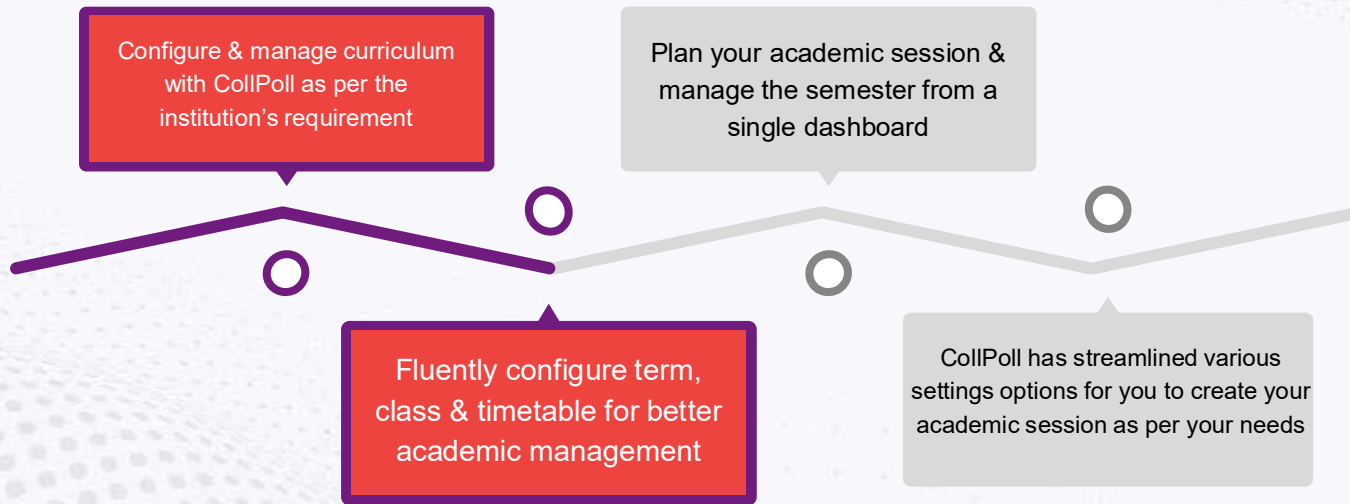 Configure & manage curriculum
with CollPoll as per the
institution’s requirement
Plan your academic session &
manage the semester from a
single dashboard
Fluently configure term,
class & timetable for better
academic management
CollPoll has streamlined various
settings options for you to create your
academic session as per your needs